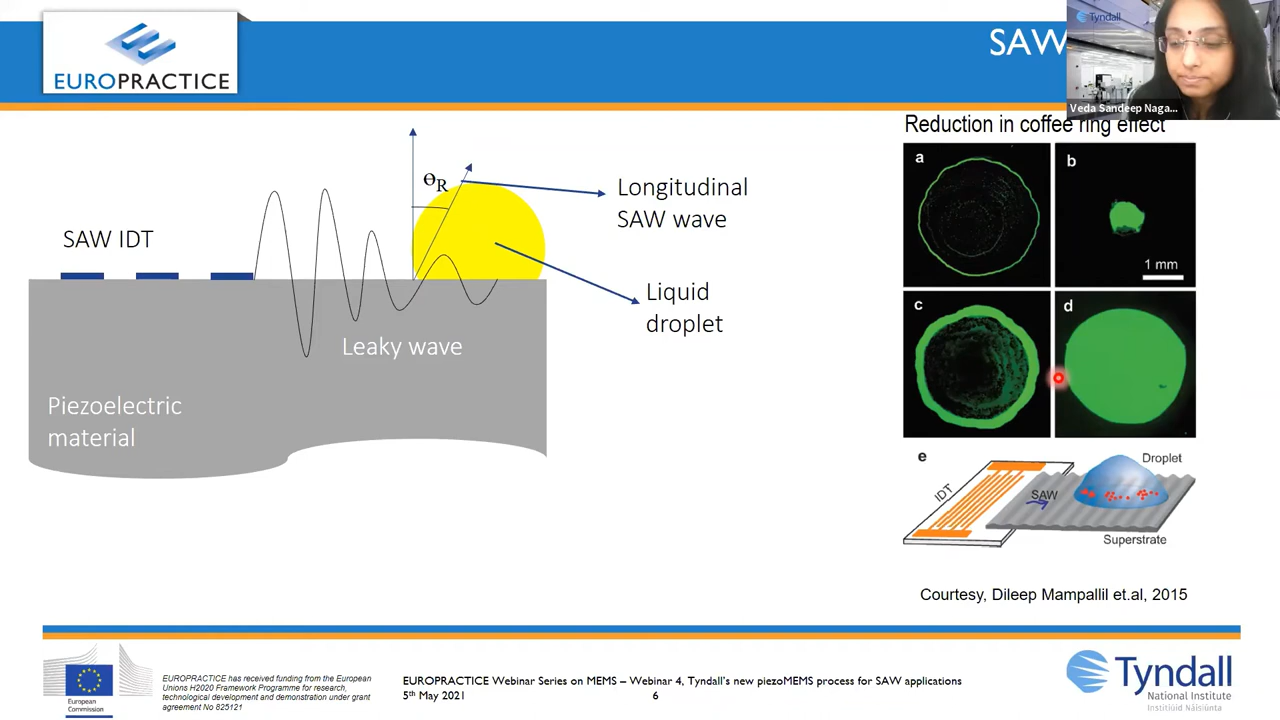 EUROPRACTICE
SAW
Tyndall
Veda Sandeep Naga...
Reduction in coffee ring effect
ΘR
Longitudinal
SAW wave
SAW IDT
Liquid
droplet
Leaky wave
Piezoelectric
material
a
b
1 mm
c
d
e
Droplet
IDT
SAW
Superstrate
Courtesy, Dileep Mampallil et.al, 2015
European
Commission
EUROPRACTICE has received funding from the European
Unions H2020 Framework Programme for research,
technological development and demonstration under grant
agreement No 825121
EUROPRACTICE Webinar Series on MEMS – Webinar 4, Tyndall's new piezoMEMS process for SAW applications
5th May 2021
6
Tyndall
National Institute
Institiúid Náisiúnta